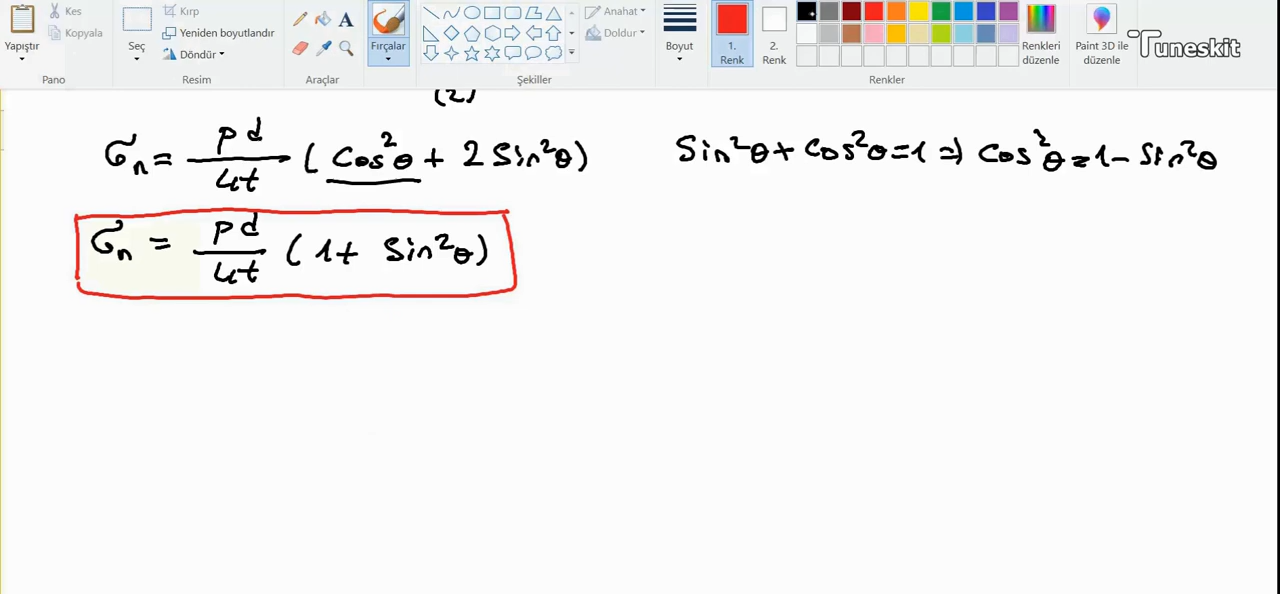 Yapıştır
Kes
Kopyala
Pano
Seç
Kırp
Yeniden boyutlandır
Döndür
Resim
A
Araçlar
Fırçalar
Şekiller
Anahat
Doldur
Boyut
1.
Renk
2.
Renk
Renkler
Renkleri
düzenle
Paint 3D ile
düzenle
Tuneskit
(2)
σn = pd/4t (cos²θ + 2 Sin²θ)
Sin²θ + cos²θ = 1 ⇒ cos²θ = 1 - Sin²θ
σn = pd/4t (1 + Sin²θ)